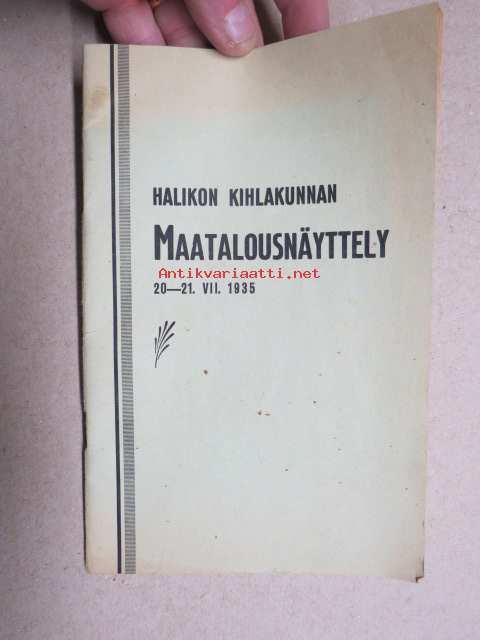 HALIKON KIHLAKUNNAN
MAATALOUSNÄYTTELY
Antikvariaatti.net
20—21. VII. 1935